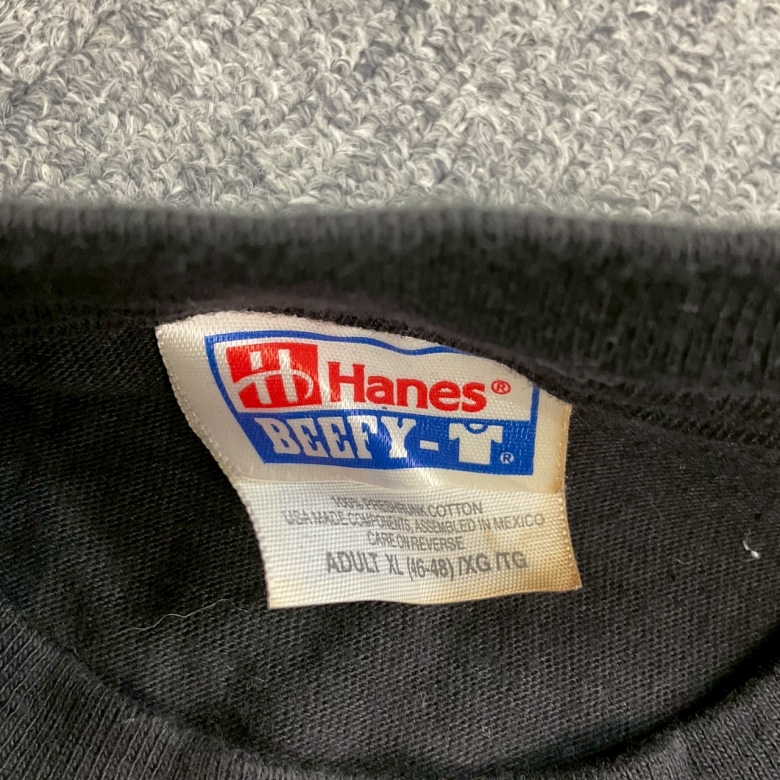 Hanes®
BEEFY-T®
100% PRESHRUNK COTTON
USA MADE COMPONENTS, ASSEMBLED IN MEXICO
CARE ON REVERSE
ADULT XL (46-48) /XG /TG